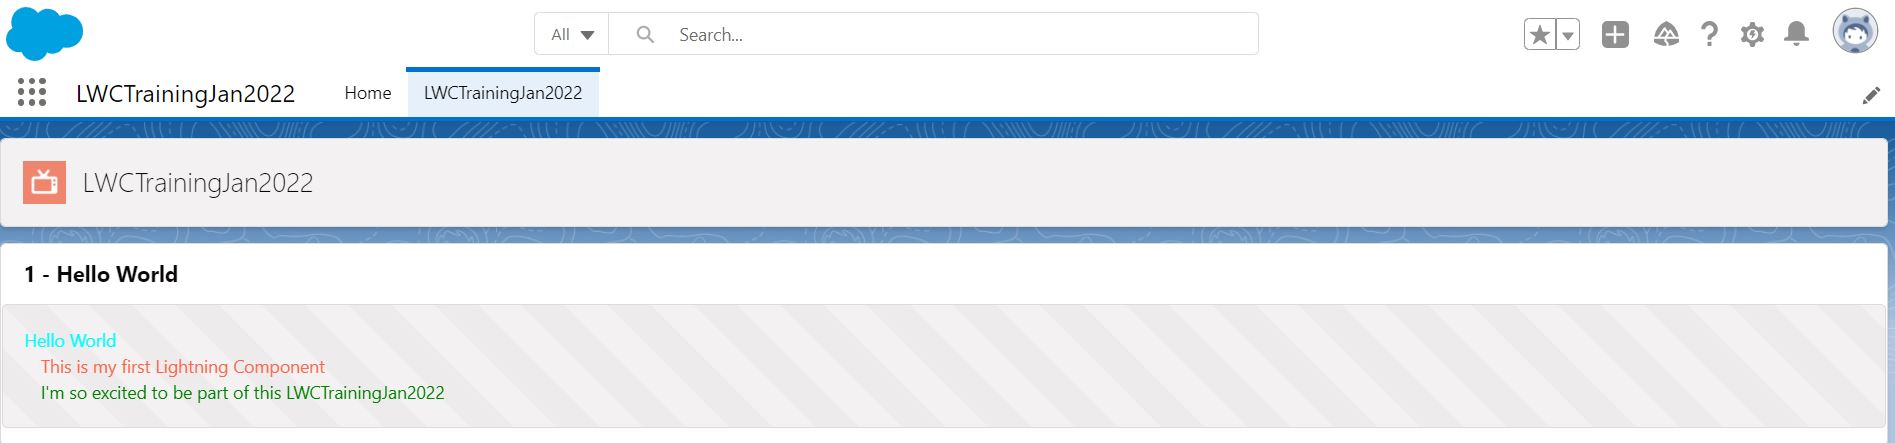 All Search...
LWCTrainingJan2022 Home LWCTrainingJan2022
LWCTrainingJan2022
1 - Hello World
Hello World
This is my first Lightning Component
I'm so excited to be part of this LWCTrainingJan2022